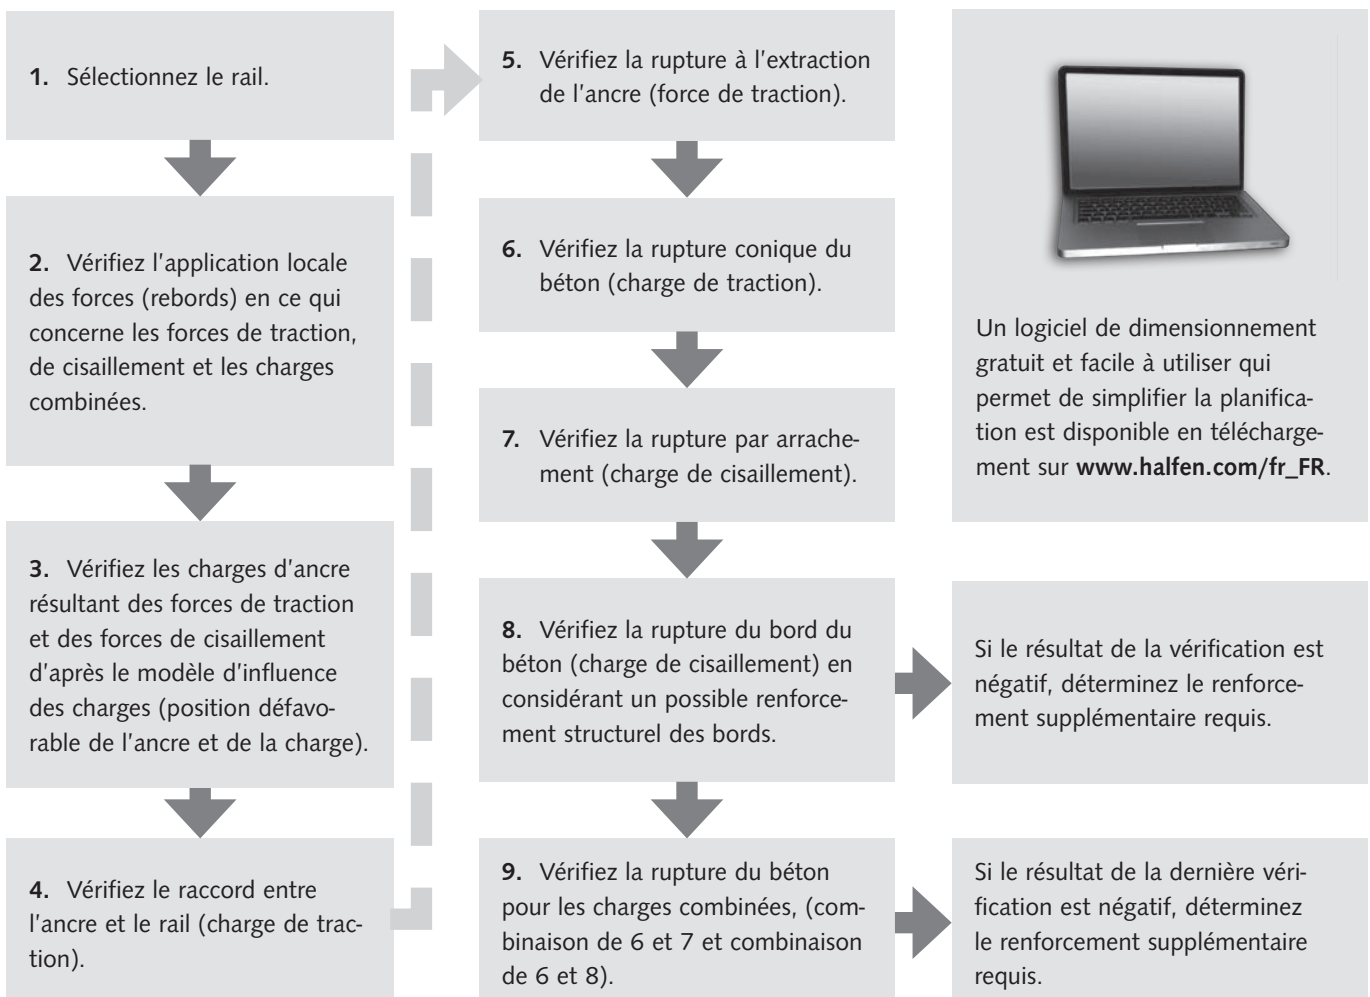 1. Sélectionnez le rail.
2. Vérifiez l'application locale
des forces (rebords) en ce qui
concerne les forces de traction,
de cisaillement et les charges
combinées.
3. Vérifiez les charges d'ancre
résultant des forces de traction
et des forces de cisaillement
d'après le modèle d'influence
des charges (position défavo-
rable de l'ancre et de la charge).
4. Vérifiez le raccord entre
l'ancre et le rail (charge de trac-
tion).
5. Vérifiez la rupture à l'extraction
de l'ancre (force de traction).
6. Vérifiez la rupture conique du
béton (charge de traction).
7. Vérifiez la rupture par arrache-
ment (charge de cisaillement).
8. Vérifiez la rupture du bord du
béton (charge de cisaillement) en
considérant un possible renforce-
ment structurel des bords.
9. Vérifiez la rupture du béton
pour les charges combinées, (com-
binaison de 6 et 7 et combinaison
de 6 et 8).
Un logiciel de dimensionnement
gratuit et facile à utiliser qui
permet de simplifier la planifica-
tion est disponible en télécharge-
ment sur www.halfen.com/fr_FR.
Si le résultat de la vérification est
négatif, déterminez le renforce-
ment supplémentaire requis.
Si le résultat de la dernière véri-
fication est négatif, déterminez
le renforcement supplémentaire
requis.